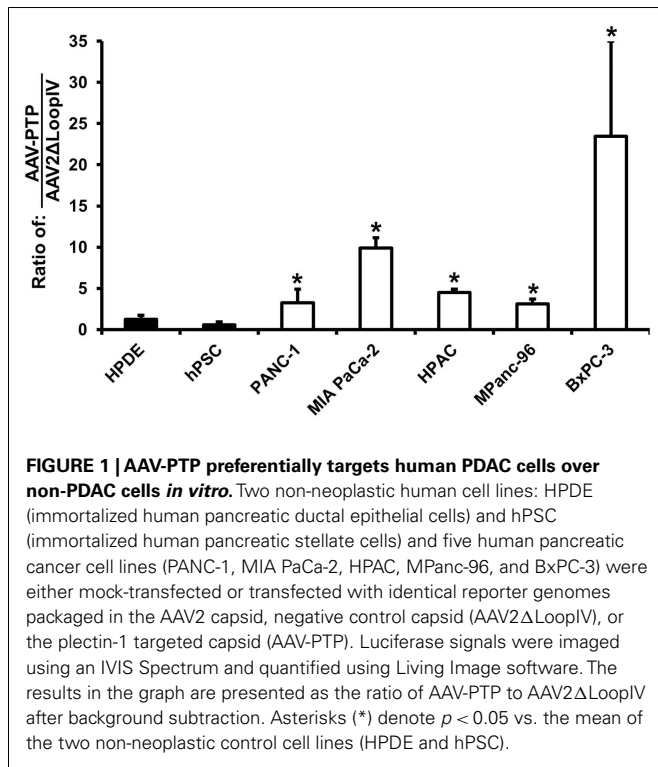 Ratio of: AAV-PTP
AAV2ΔLoopIV
35
30
25
20
15
10
5
0
*
*
*
*
*
HPDE
hPSC
PANC-1
MIA PaCa-2
HPAC
MPanc-96
BxPC-3
FIGURE 1 | AAV-PTP preferentially targets human PDAC cells over
non-PDAC cells in vitro. Two non-neoplastic human cell lines: HPDE
(immortalized human pancreatic ductal epithelial cells) and hPSC
(immortalized human pancreatic stellate cells) and five human pancreatic
cancer cell lines (PANC-1, MIA PaCa-2, HPAC, MPanc-96, and BxPC-3) were
either mock-transfected or transfected with identical reporter genomes
packaged in the AAV2 capsid, negative control capsid (AAV2ΔLoopIV), or
the plectin-1 targeted capsid (AAV-PTP). Luciferase signals were imaged
using an IVIS Spectrum and quantified using Living Image software. The
results in the graph are presented as the ratio of AAV-PTP to AAV2ΔLoopIV
after background subtraction. Asterisks (*) denote p < 0.05 vs. the mean of
the two non-neoplastic control cell lines (HPDE and hPSC).